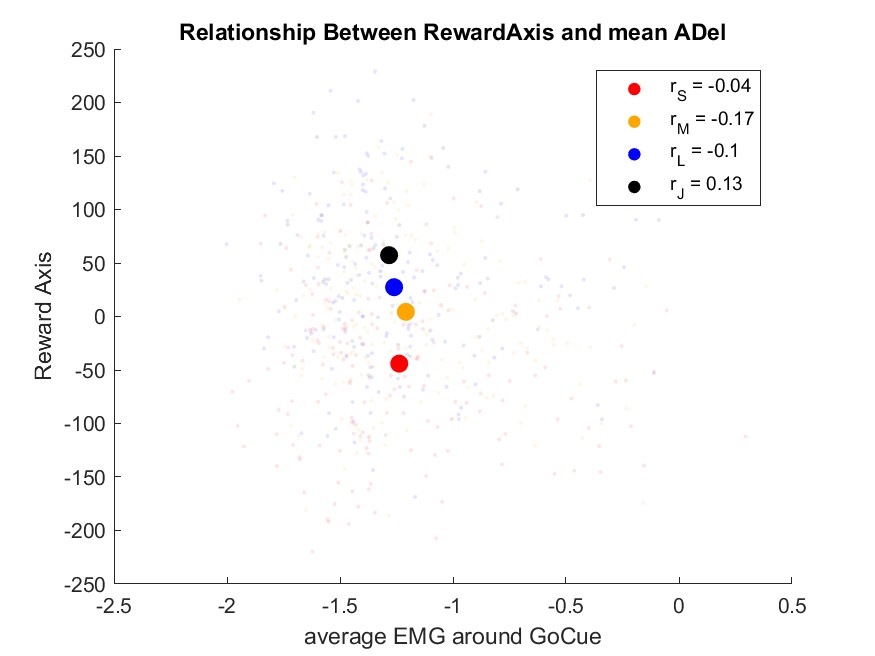 Relationship Between RewardAxis and mean ADel
250
200
150
100
50
0
-50
-100
-150
-200
-250
Reward Axis
r_S = -0.04
r_M = -0.17
r_L = -0.1
r_J = 0.13
-2.5 -2 -1.5 -1 -0.5 0 0.5
average EMG around GoCue